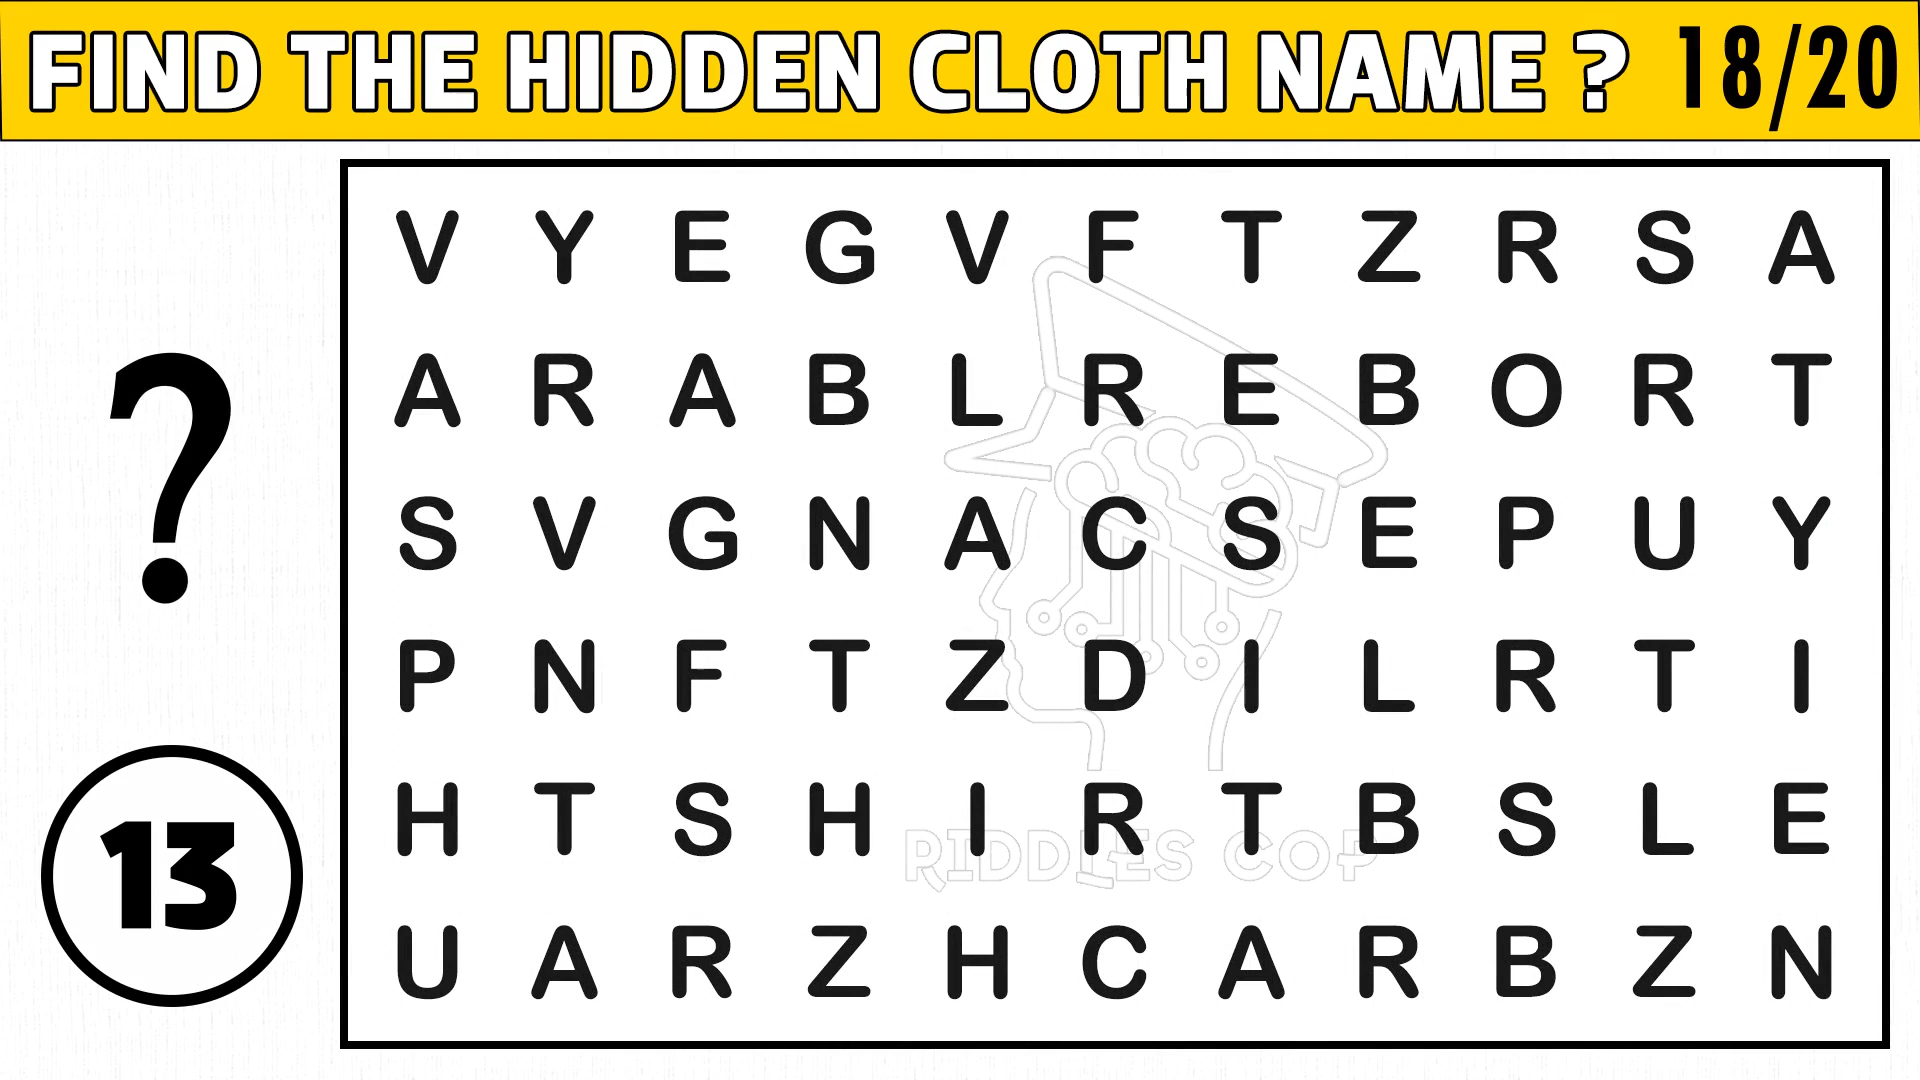 FIND THE HIDDEN CLOTH NAME ? 18/20
V Y E G V F T Z R S A
A R A B L R E B O R T
?
S V G N A C S E P U Y
P N F T Z D I L R T I
H T S H I R T B S L E
13
RIDDLES COP
U A R Z H C A R B Z N